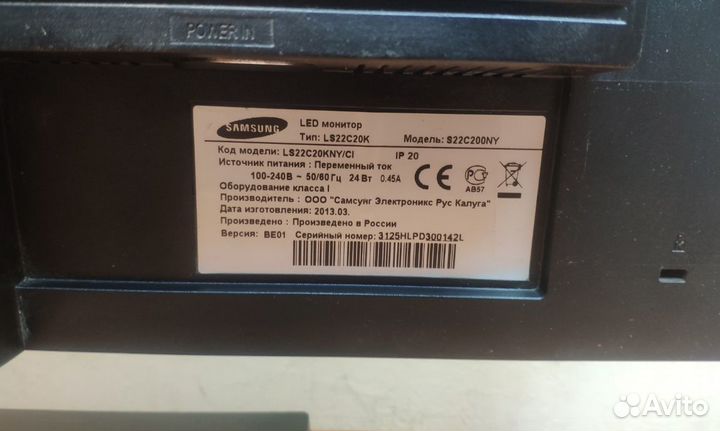 POWER IN
SAMSUNG
LED монитор
Тип: LS22C20K Модель: S22C200NY
Код модели: LS22C20KNY/CI IP 20
Источник питания : Переменный ток
100-240В ~ 50/60 Гц 24 Вт 0.45A
Оборудование класса I
Производитель : ООО "Самсунг Электроникс Рус Калуга"
Дата изготовления: 2013.03.
Произведено : Произведено в России
Версия: BE01 Серийный номер: 3125HLPD300142L
CE
АВ57
Avito